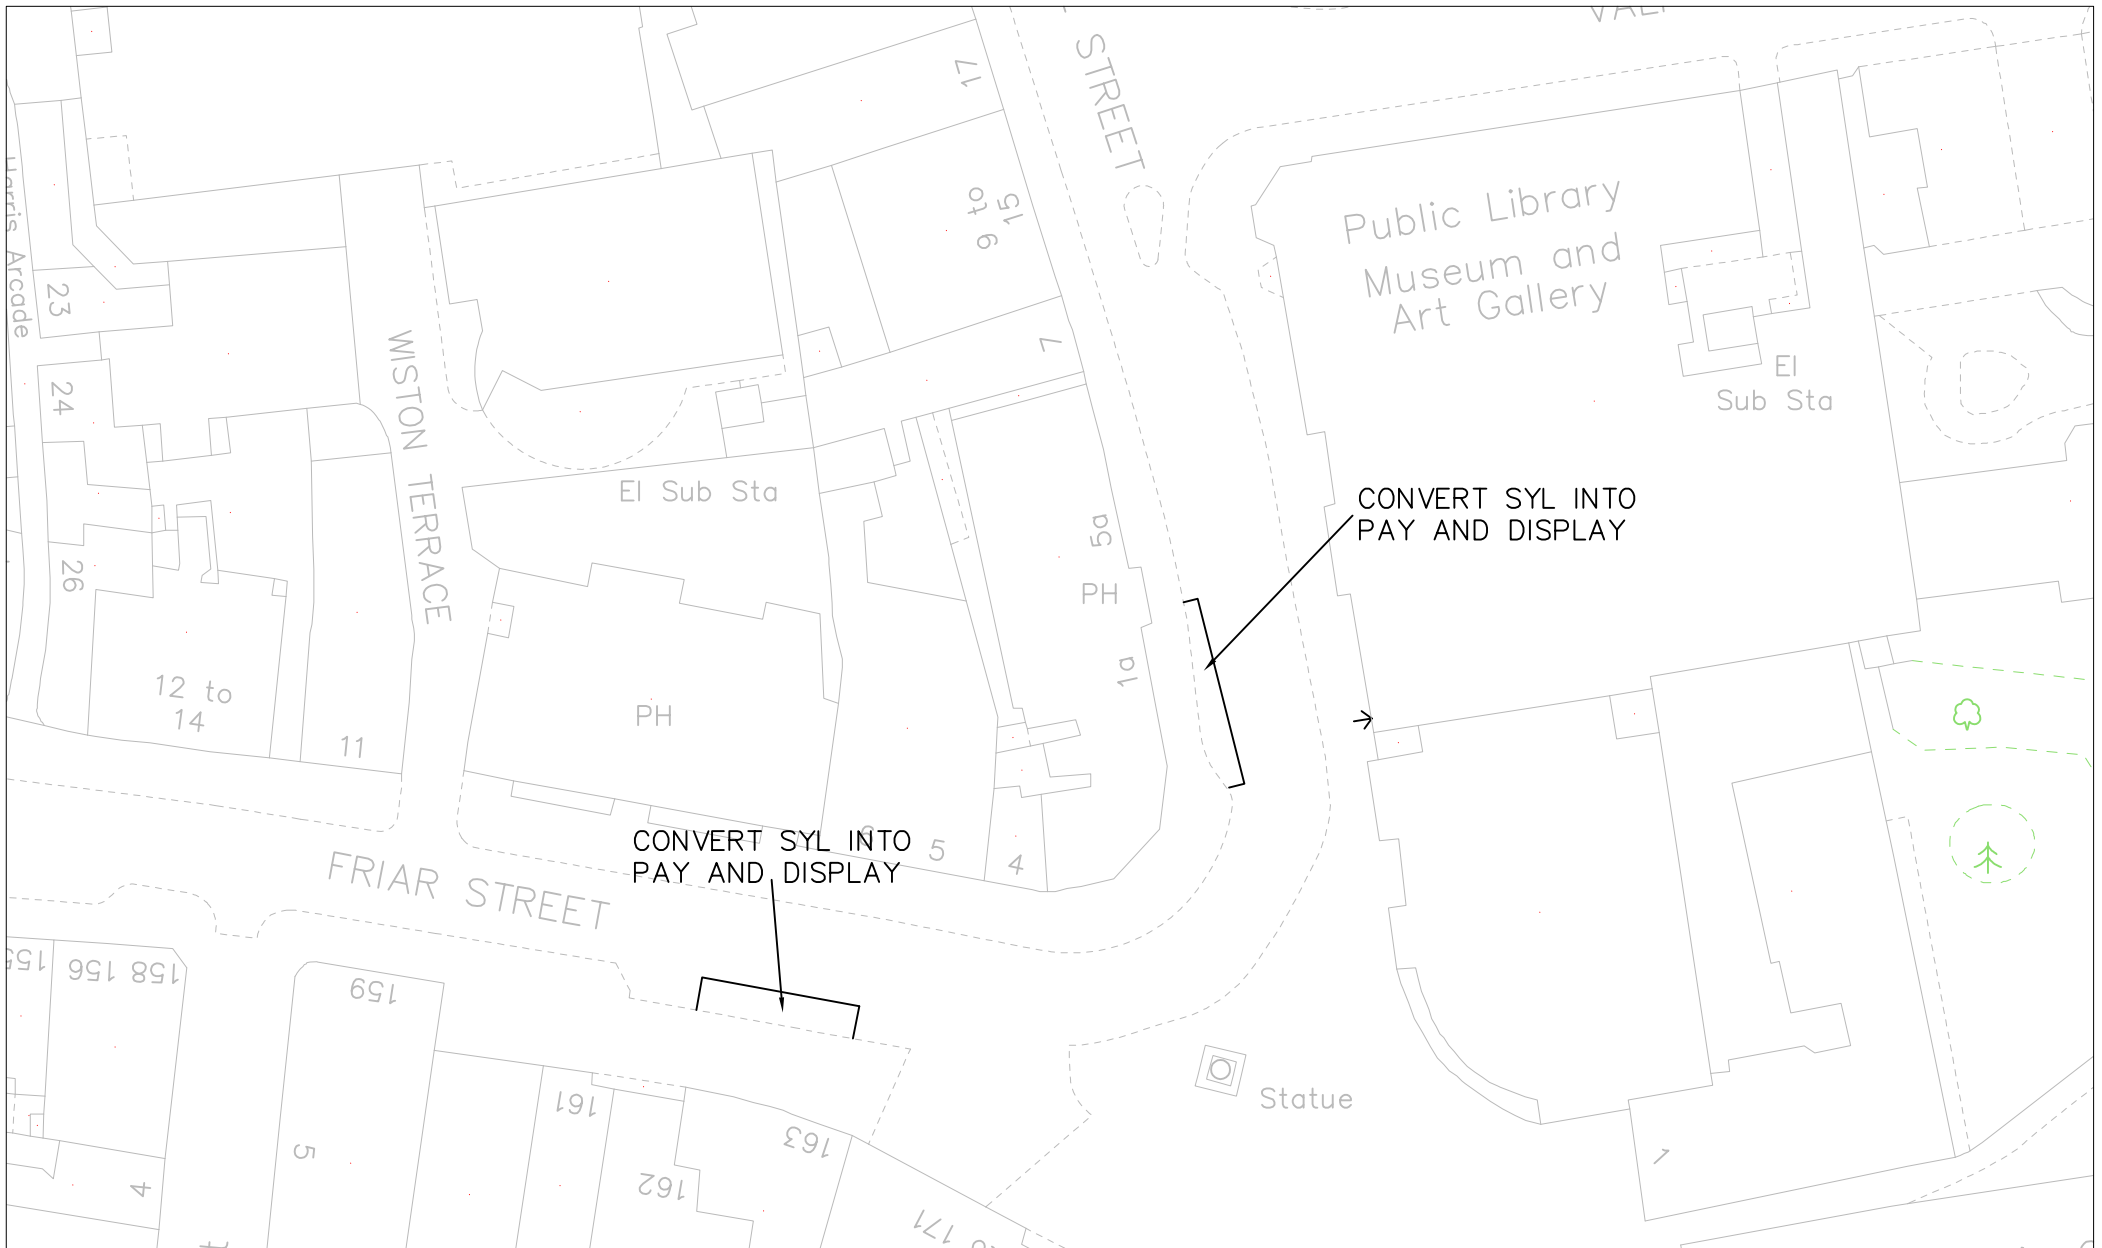 STREET
17
15
9 to
7
Public Library
Museum and
Art Gallery
El
Sub Sta
Harris Arcade
23
24
26
WISTON TERRACE
El Sub Sta
CONVERT SYL INTO
PAY AND DISPLAY
5a
PH
1a
12 to
14
11
PH
CONVERT SYL INTO
PAY AND DISPLAY
6
5
4
FRIAR STREET
155
156
158
159
161
162
163
171
5
4
Statue
1